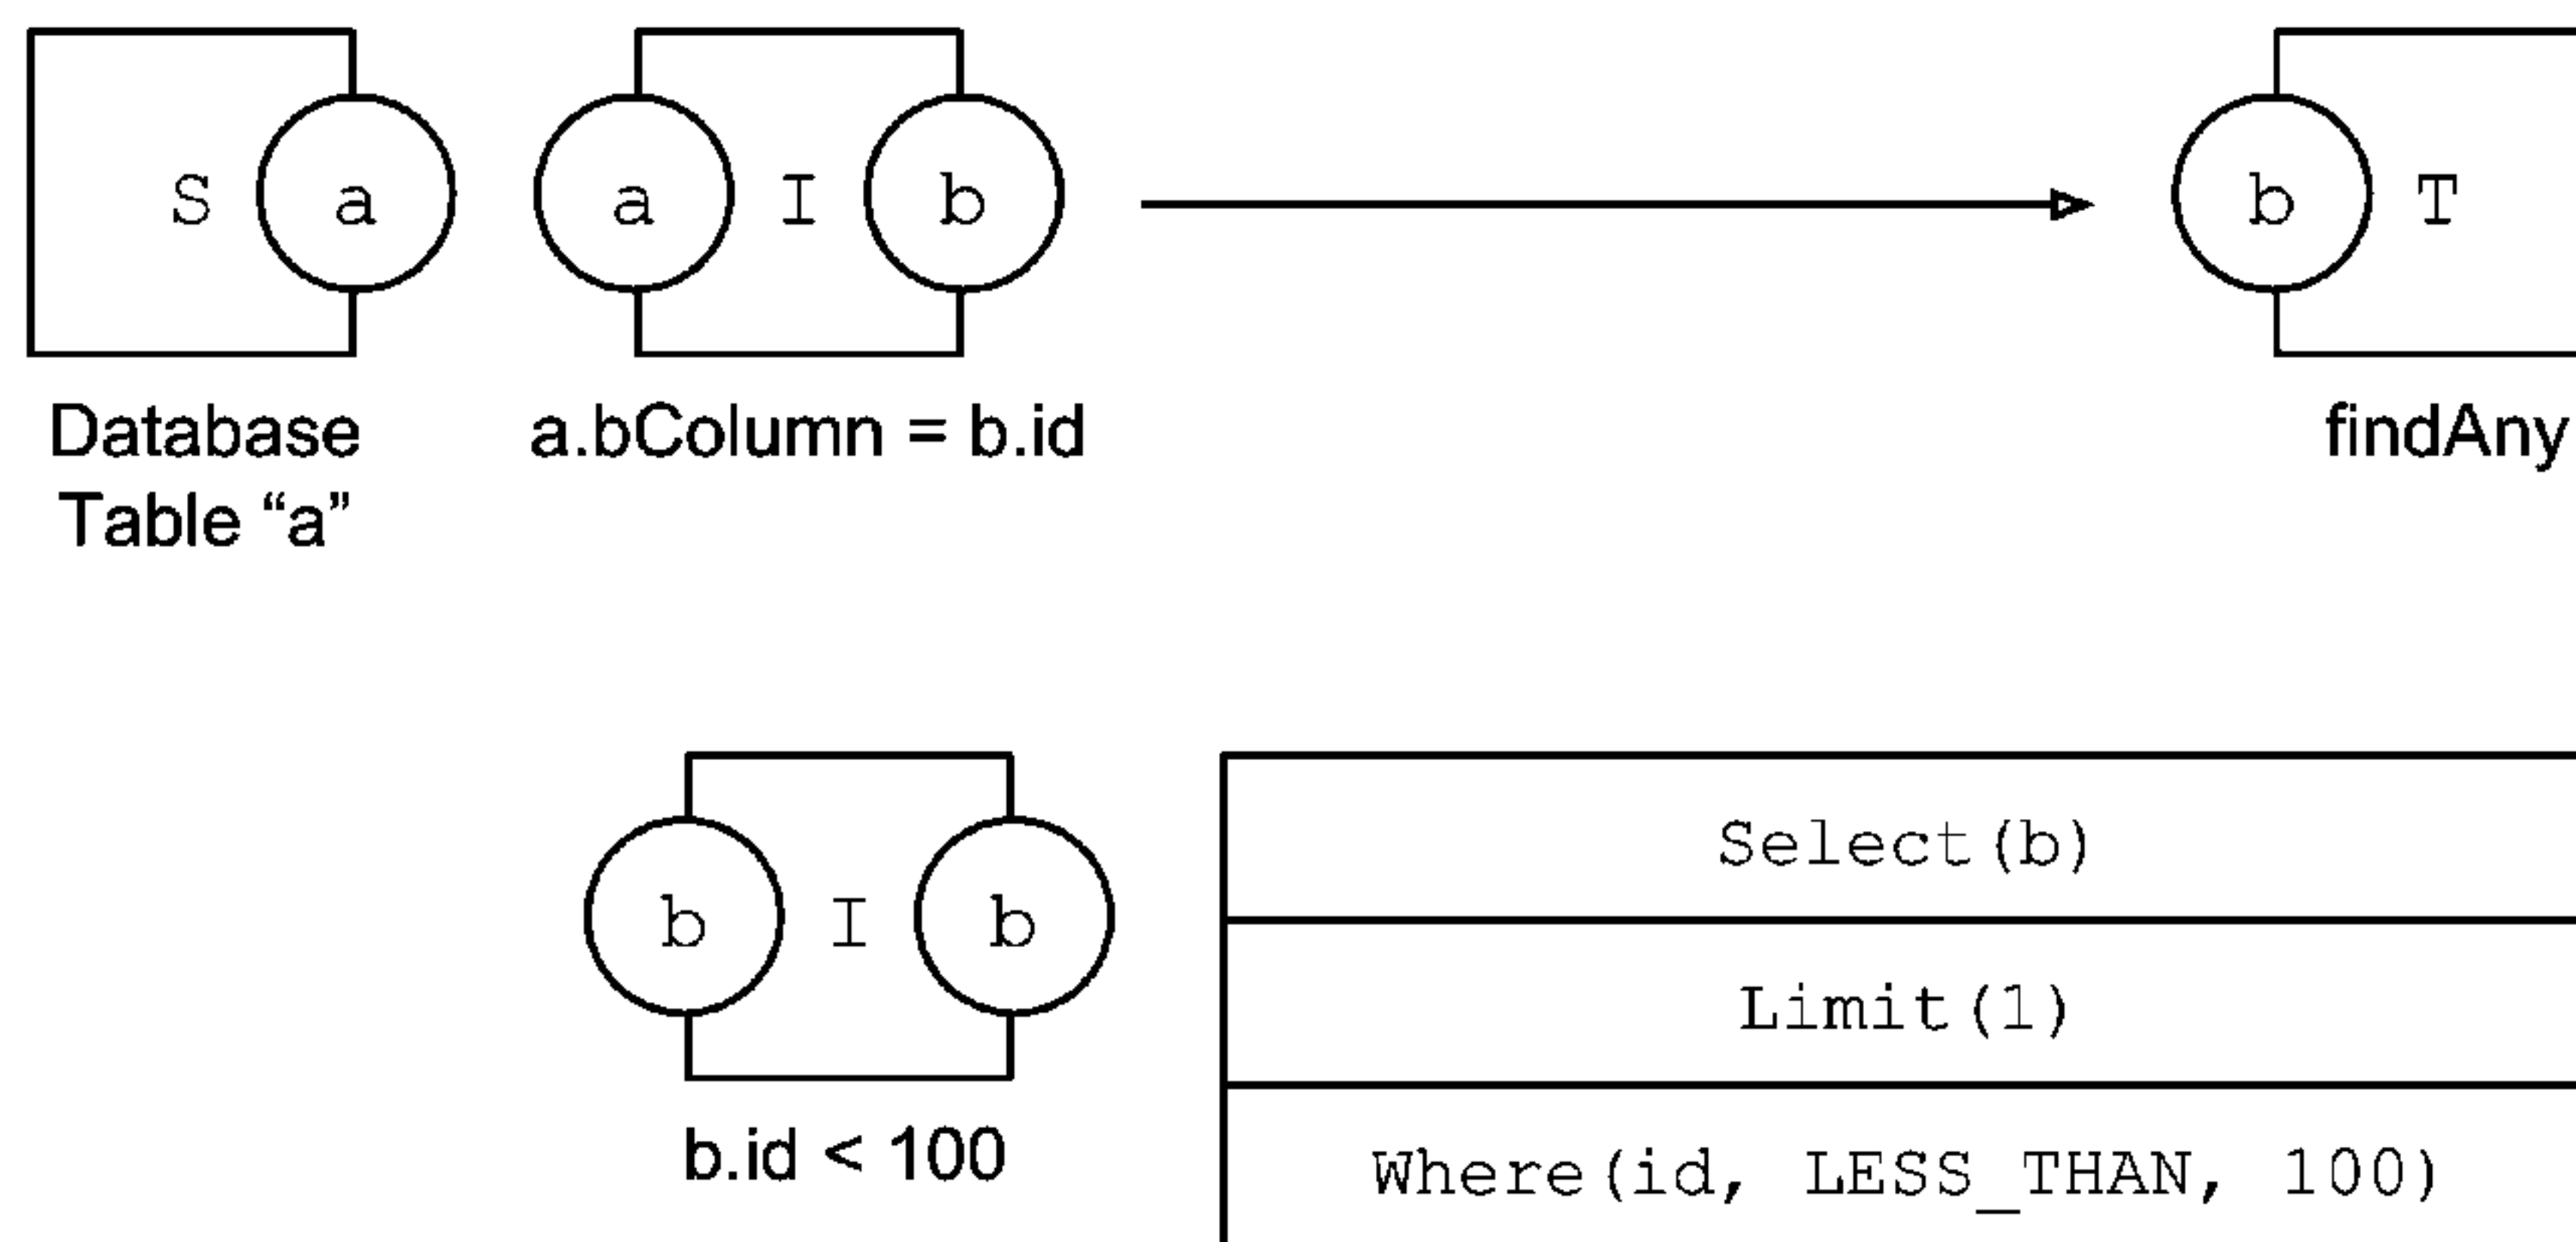 S a a I b b T
Database a.bColumn = b.id findAny
Table “a”
b I b
Select(b)
Limit(1)
b.id < 100
Where(id, LESS_THAN, 100)